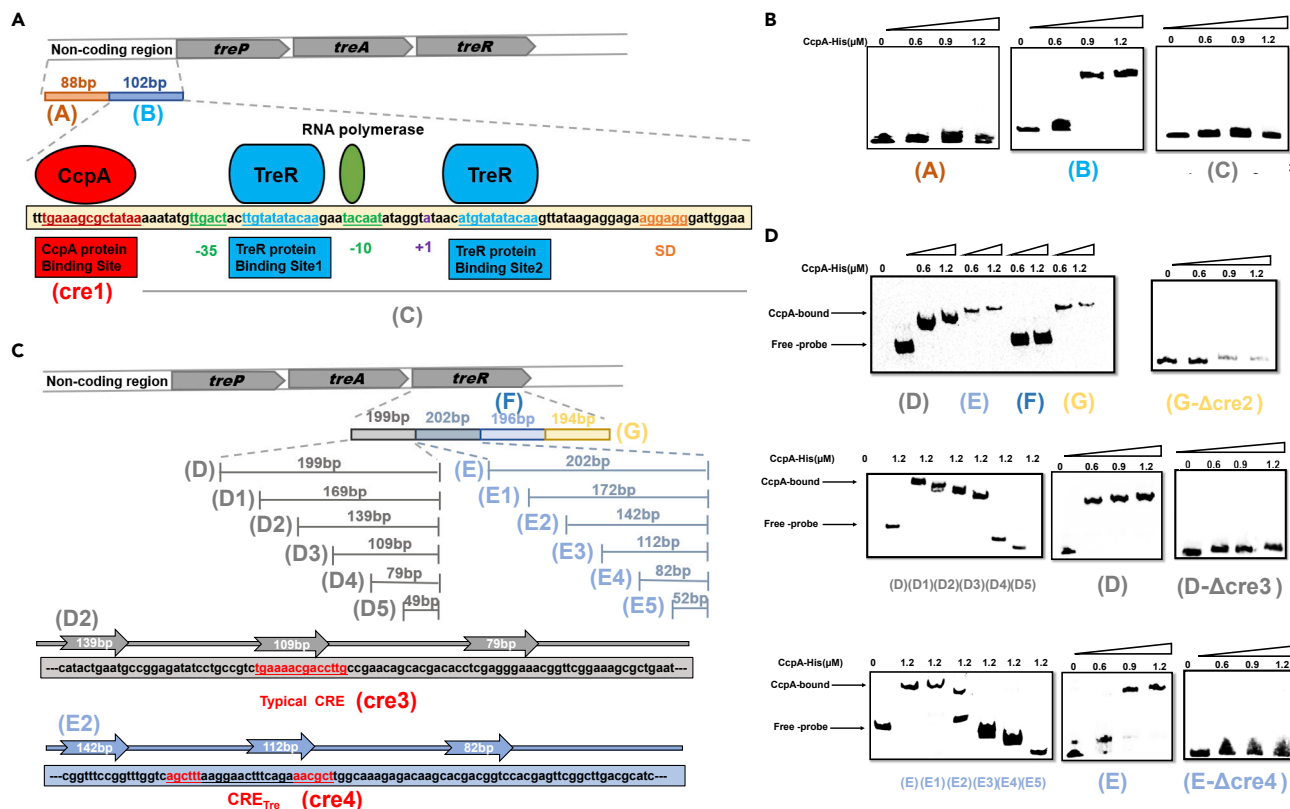 A
Non-coding region treP treA treR
88bp 102bp
(A) (B)
RNA polymerase
CcpA TreR TreR
tttgaaagcgctataaaaatatgttgactacttgtatatacaagaatacaatataggtataacatgtatatacaagttataagaggagaaggagggattggaa
CcpA protein
Binding Site
-35
TreR protein
Binding Site1
-10
+1
TreR protein
Binding Site2
SD
(cre1)
(C)
B
CcpA-His(μM) 0 0.6 0.9 1.2 0 0.6 0.9 1.2 0 0.6 0.9 1.2
(A) (B) (C)
C
Non-coding region treP treA treR
(F)
199bp 202bp 196bp 194bp (G)
(D) 199bp (E) 202bp
(D1) 169bp (E1) 172bp
(D2) 139bp (E2) 142bp
(D3) 109bp (E3) 112bp
(D4) 79bp (E4) 82bp
(D5) 49bp (E5) 52bp
(D2)
139bp 109bp 79bp
---catactgaatgccggagatatcctgccgtctgaaaacgaccttgccgaacagcacgacacctcgagggaaacggttcggaaagcgctgaat---
Typical CRE (cre3)
(E2)
142bp 112bp 82bp
---cggtttccggtttggtcagctttaaggaactttcagaaacgcttggcaaagagacaagcacgacggtccacgagttcggcttgacgcatc---
CRETre (cre4)
D
CcpA-His(μM) 0 0.6 1.2 0.6 1.2 0.6 1.2 0.6 1.2 0 0.6 0.9 1.2
CcpA-bound
Free -probe
(D) (E) (F) (G) (G-Δcre2)
CcpA-His(μM) 0 1.2 1.2 1.2 1.2 1.2 1.2 0 0.6 0.9 1.2 0 0.6 0.9 1.2
CcpA-bound
Free -probe
(D)(D1)(D2)(D3)(D4)(D5) (D) (D-Δcre3)
CcpA-His(μM)
0 1.2 1.2 1.2 1.2 1.2 1.2 0 0.6 0.9 1.2 0 0.6 0.9 1.2
CcpA-bound
Free -probe
(E)(E1)(E2)(E3)(E4)(E5) (E) (E-Δcre4)